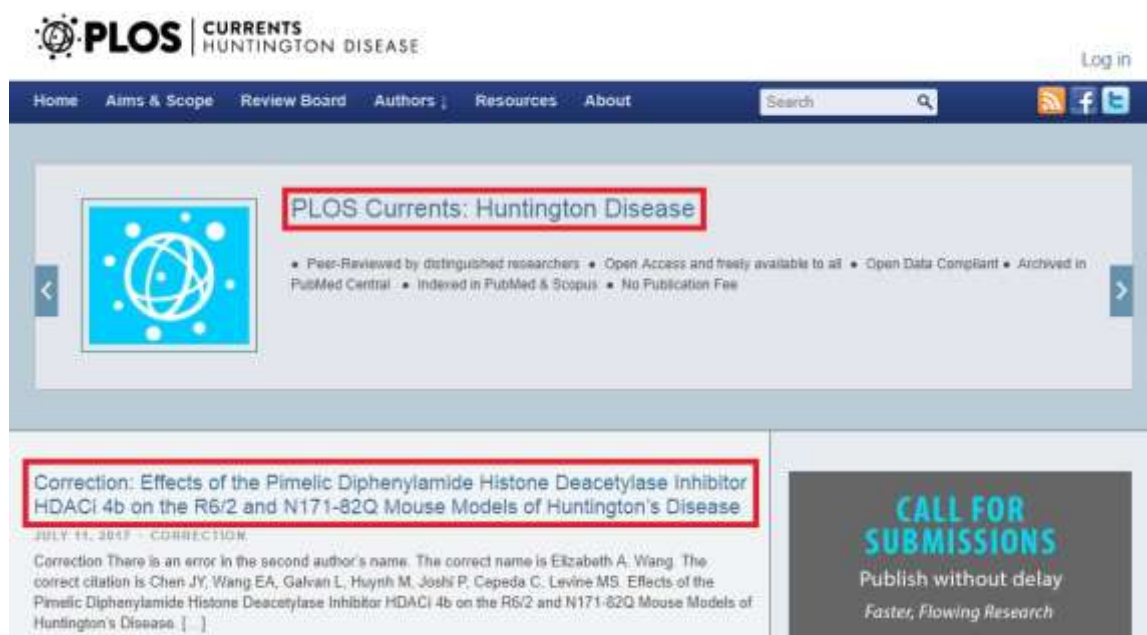 PLOS CURRENTS
HUNTINGTON DISEASE
Log in
Home Aims & Scope Review Board Authors ↓ Resources About Search
PLOS Currents: Huntington Disease
• Peer-Reviewed by distinguished researchers • Open Access and freely available to all • Open Data Compliant • Archived in
PubMed Central • Indexed in PubMed & Scopus • No Publication Fee
Correction: Effects of the Pimelic Diphenylamide Histone Deacetylase Inhibitor
HDACi 4b on the R6/2 and N171-82Q Mouse Models of Huntington's Disease
JULY 11, 2017 · CORRECTION
Correction There is an error in the second author's name. The correct name is Elizabeth A. Wang. The
correct citation is Chen JY, Wang EA, Galvan L, Huynh M, Joshi P, Cepeda C, Levine MS. Effects of the
Pimelic Diphenylamide Histone Deacetylase Inhibitor HDACi 4b on the R6/2 and N171-82Q Mouse Models of
Huntington's Disease. [...]
CALL FOR
SUBMISSIONS
Publish without delay
Faster, Flowing Research